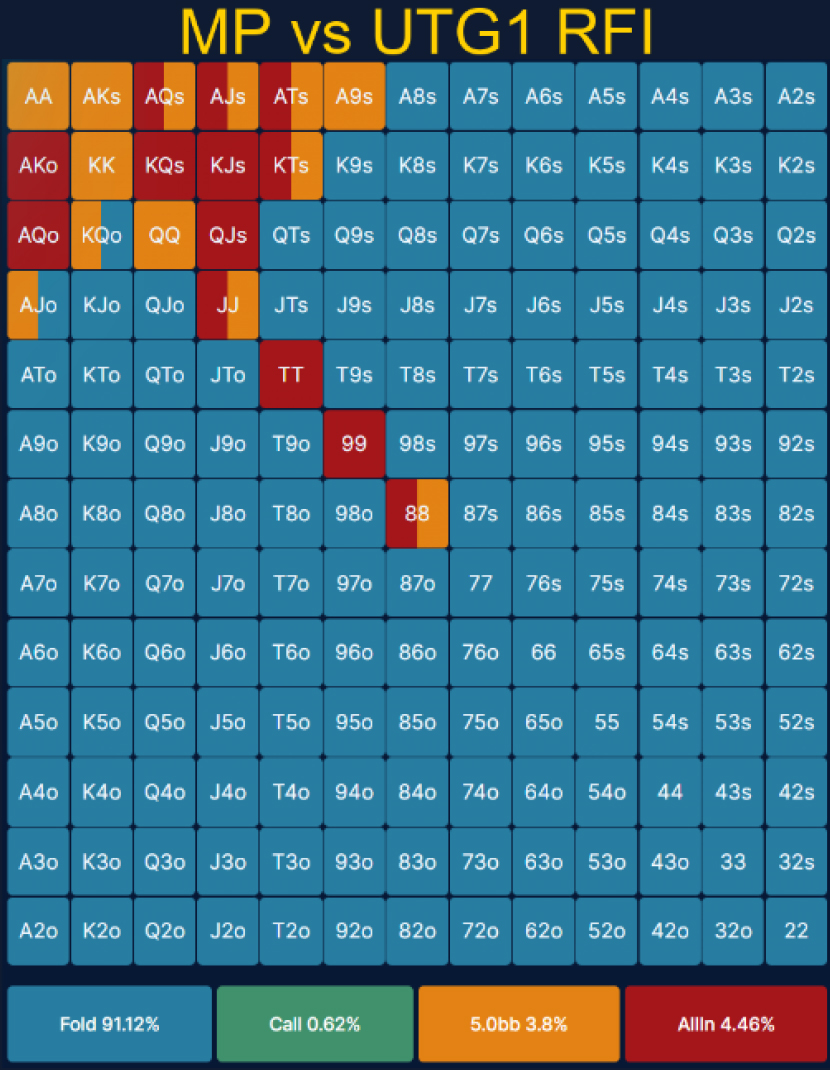 MP vs UTG1 RFI
AA AKs AQs AJs ATs A9s A8s A7s A6s A5s A4s A3s A2s
AKo KK KQs KJs KTs K9s K8s K7s K6s K5s K4s K3s K2s
AQo KQo QQ QJs QTs Q9s Q8s Q7s Q6s Q5s Q4s Q3s Q2s
AJo KJo QJo JJ JTs J9s J8s J7s J6s J5s J4s J3s J2s
ATo KTo QTo JTo TT T9s T8s T7s T6s T5s T4s T3s T2s
A9o K9o Q9o J9o T9o 99 98s 97s 96s 95s 94s 93s 92s
A8o K8o Q8o J8o T8o 98o 88 87s 86s 85s 84s 83s 82s
A7o K7o Q7o J7o T7o 97o 87o 77 76s 75s 74s 73s 72s
A6o K6o Q6o J6o T6o 96o 86o 76o 66 65s 64s 63s 62s
A5o K5o Q5o J5o T5o 95o 85o 75o 65o 55 54s 53s 52s
A4o K4o Q4o J4o T4o 94o 84o 74o 64o 54o 44 43s 42s
A3o K3o Q3o J3o T3o 93o 83o 73o 63o 53o 43o 33 32s
A2o K2o Q2o J2o T2o 92o 82o 72o 62o 52o 42o 32o 22
Fold 91.12% Call 0.62% 5.0bb 3.8% AllIn 4.46%